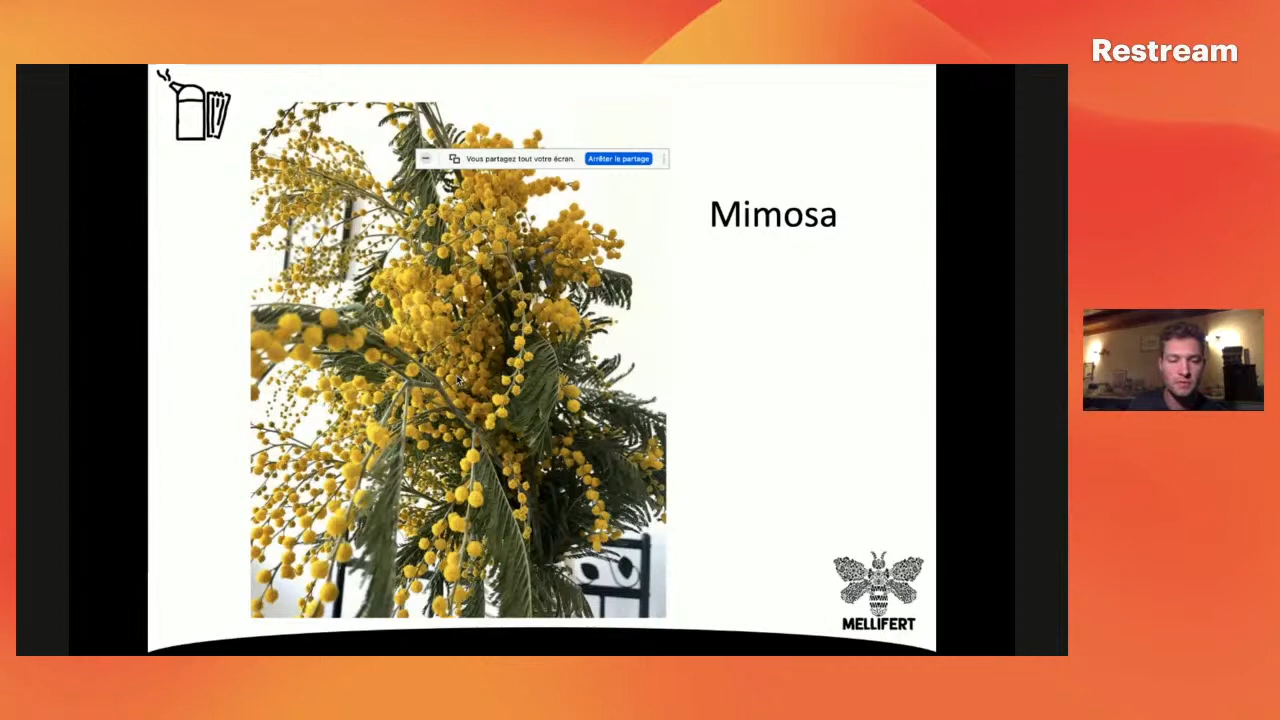 Restream
Vous partagez tout votre écran. Arrêter le partage
Mimosa
MELLIFERT